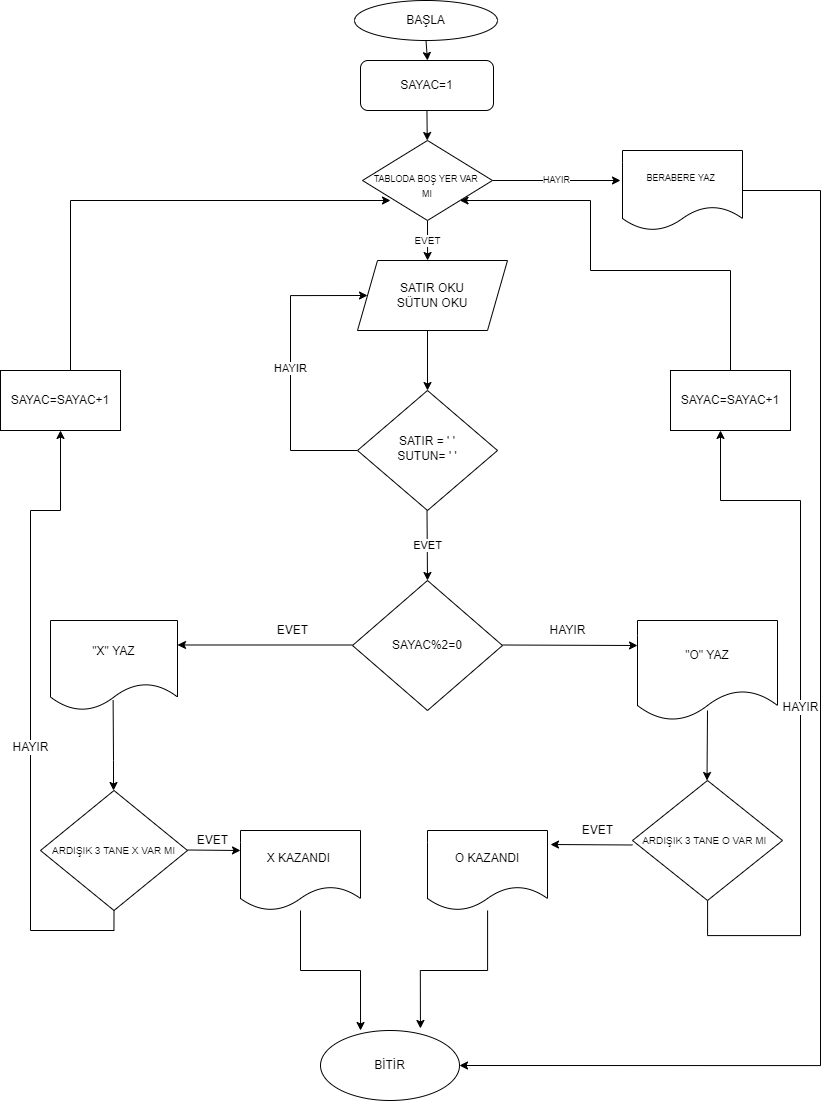 BAŞLA
SAYAC=1
TABLODA BOŞ YER VAR
MI
HAYIR
BERABERE YAZ
EVET
SATIR OKU
SÜTUN OKU
HAYIR
SAYAC=SAYAC+1
SAYAC=SAYAC+1
SATIR = ' '
SUTUN= ' '
EVET
EVET
HAYIR
"X" YAZ
SAYAC%2=0
"O" YAZ
HAYIR
HAYIR
ARDIŞIK 3 TANE X VAR MI
EVET
X KAZANDI
O KAZANDI
EVET
ARDIŞIK 3 TANE O VAR MI
BİTİR